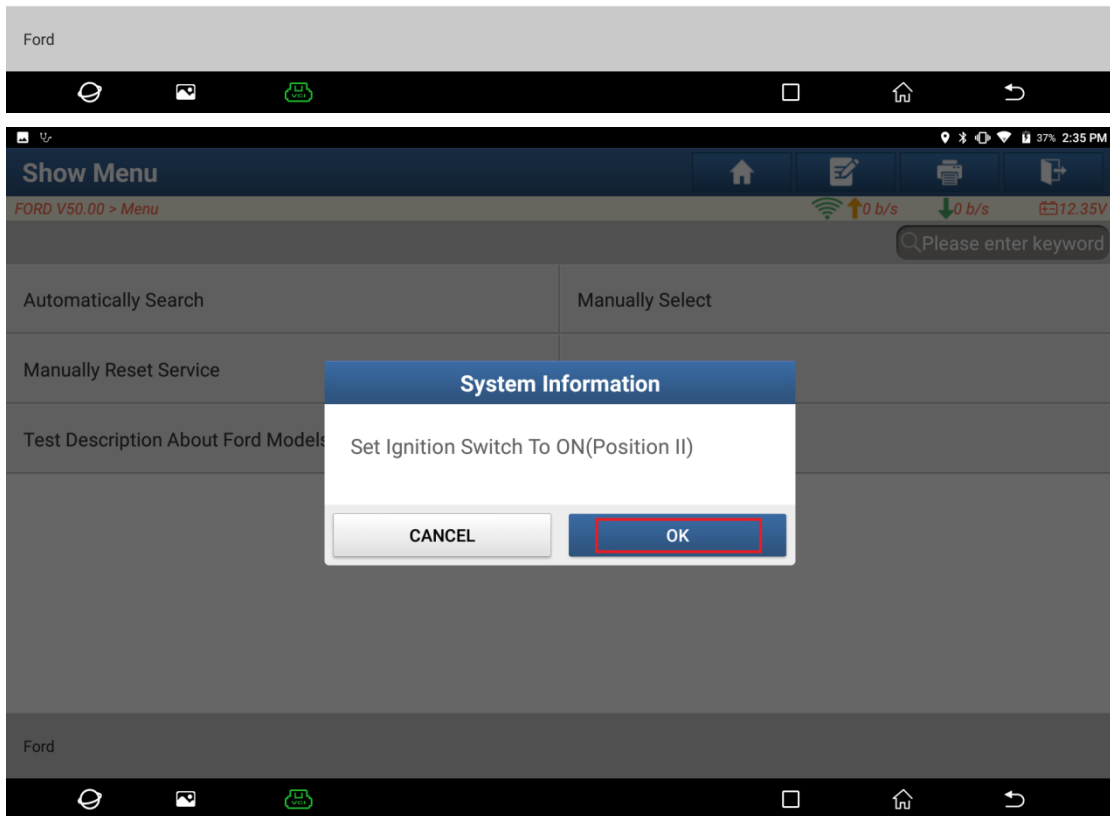 Ford
VCI
37% 2:35 PM
Show Menu
FORD V50.00 > Menu
0 b/s
0 b/s
12.35V
Please enter keyword
Automatically Search
Manually Select
Manually Reset Service
System Information
Test Description About Ford Models
Set Ignition Switch To ON(Position II)
CANCEL
OK
Ford
VCI